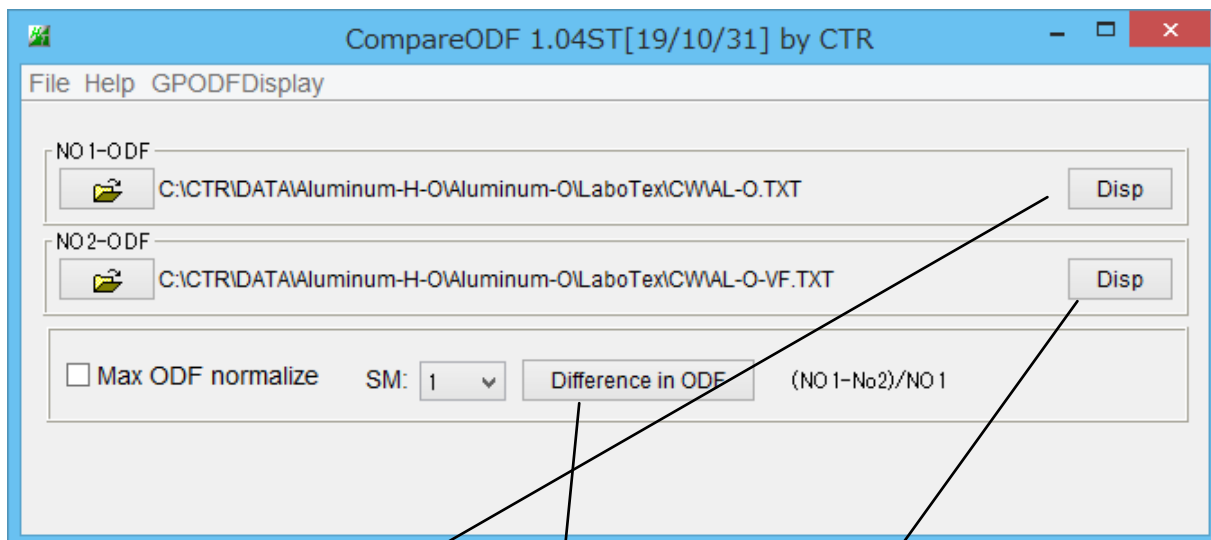 CompareODF 1.04ST[19/10/31] by CTR
File Help GPODFDisplay
NO1-ODF
C:\CTR\DATA\Aluminum-H-O\Aluminum-O\LaboTex\CW\AL-O.TXT Disp
NO2-ODF
C:\CTR\DATA\Aluminum-H-O\Aluminum-O\LaboTex\CW\AL-O-VF.TXT Disp
Max ODF normalize SM: 1 Difference in ODF (NO1-No2)/NO1